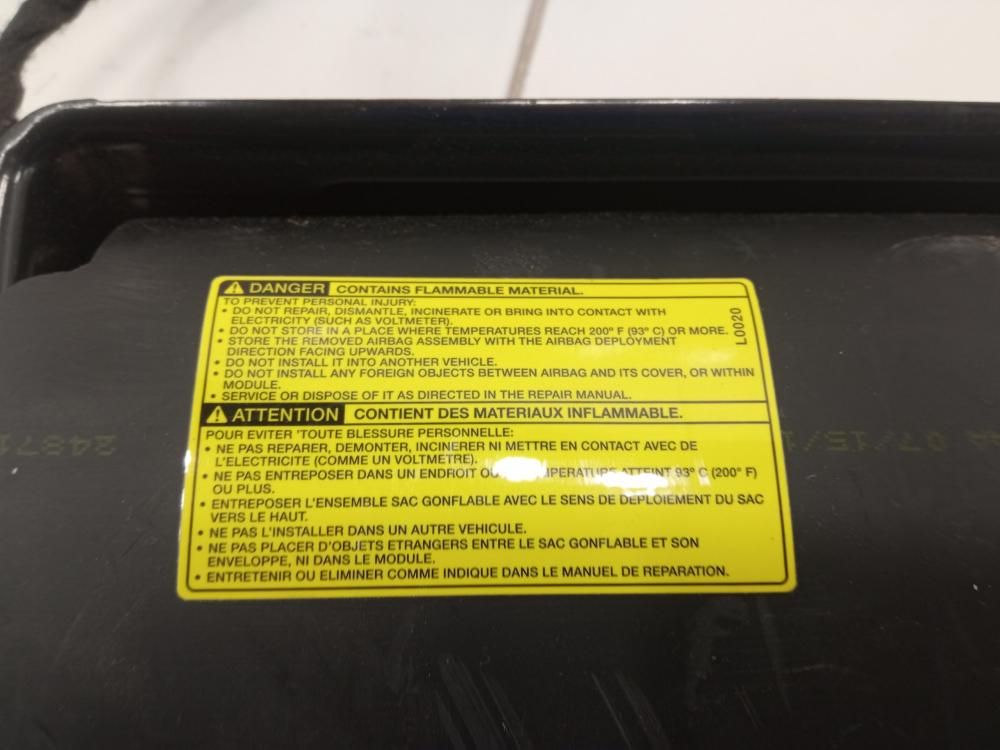 DANGER CONTAINS FLAMMABLE MATERIAL.
TO PREVENT PERSONAL INJURY:
• DO NOT REPAIR, DISMANTLE, INCINERATE OR BRING INTO CONTACT WITH
ELECTRICITY (SUCH AS VOLTMETER).
• DO NOT STORE IN A PLACE WHERE TEMPERATURES REACH 200° F (93° C) OR MORE.
• STORE THE REMOVED AIRBAG ASSEMBLY WITH THE AIRBAG DEPLOYMENT
DIRECTION FACING UPWARDS.
• DO NOT INSTALL IT INTO ANOTHER VEHICLE.
• DO NOT INSTALL ANY FOREIGN OBJECTS BETWEEN AIRBAG AND ITS COVER, OR WITHIN
MODULE.
• SERVICE OR DISPOSE OF IT AS DIRECTED IN THE REPAIR MANUAL.
L0020
ATTENTION CONTIENT DES MATERIAUX INFLAMMABLE.
POUR EVITER 'TOUTE BLESSURE PERSONNELLE:
• NE PAS REPARER, DEMONTER, INCINERER NI METTRE EN CONTACT AVEC DE
L'ELECTRICITE (COMME UN VOLTMETRE).
• NE PAS ENTREPOSER DANS UN ENDROIT ATTEINT 93° C (200° F)
OU PLUS.
• ENTREPOSER L'ENSEMBLE SAC GONFLABLE AVEC LE SENS DE DEPLOIEMENT DU SAC
VERS LE HAUT.
• NE PAS L'INSTALLER DANS UN AUTRE VEHICULE.
• NE PAS PLACER D'OBJETS ETRANGERS ENTRE LE SAC GONFLABLE ET SON
ENVELOPPE, NI DANS LE MODULE.
• ENTRETENIR OU ELIMINER COMME INDIQUE DANS LE MANUEL DE REPARATION.